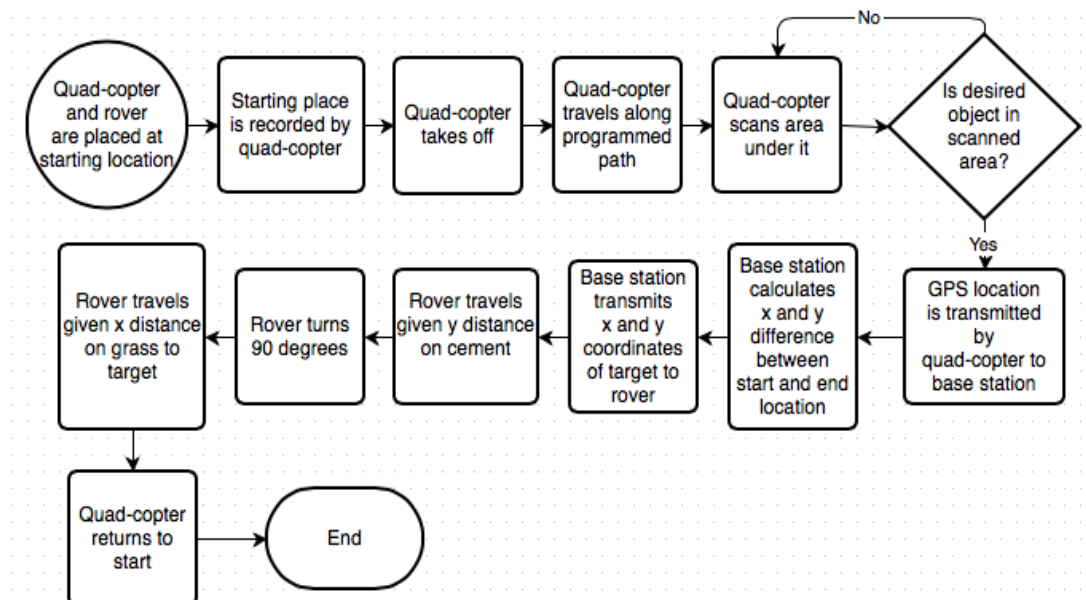 No
Quad-copter
and rover
are placed at
starting location
Starting place
is recorded by
quad-copter
Quad-copter
takes off
Quad-copter
travels along
programmed
path
Quad-copter
scans area
under it
Is desired
object in
scanned
area?
Yes
Rover travels
given x distance
on grass to
target
Rover turns
90 degrees
Rover travels
given y distance
on cement
Base station
transmits
x and y
coordinates
of target to
rover
Base station
calculates
x and y
difference
between
start and end
location
GPS location
is transmitted
by
quad-copter to
base station
Quad-copter
returns to
start
End